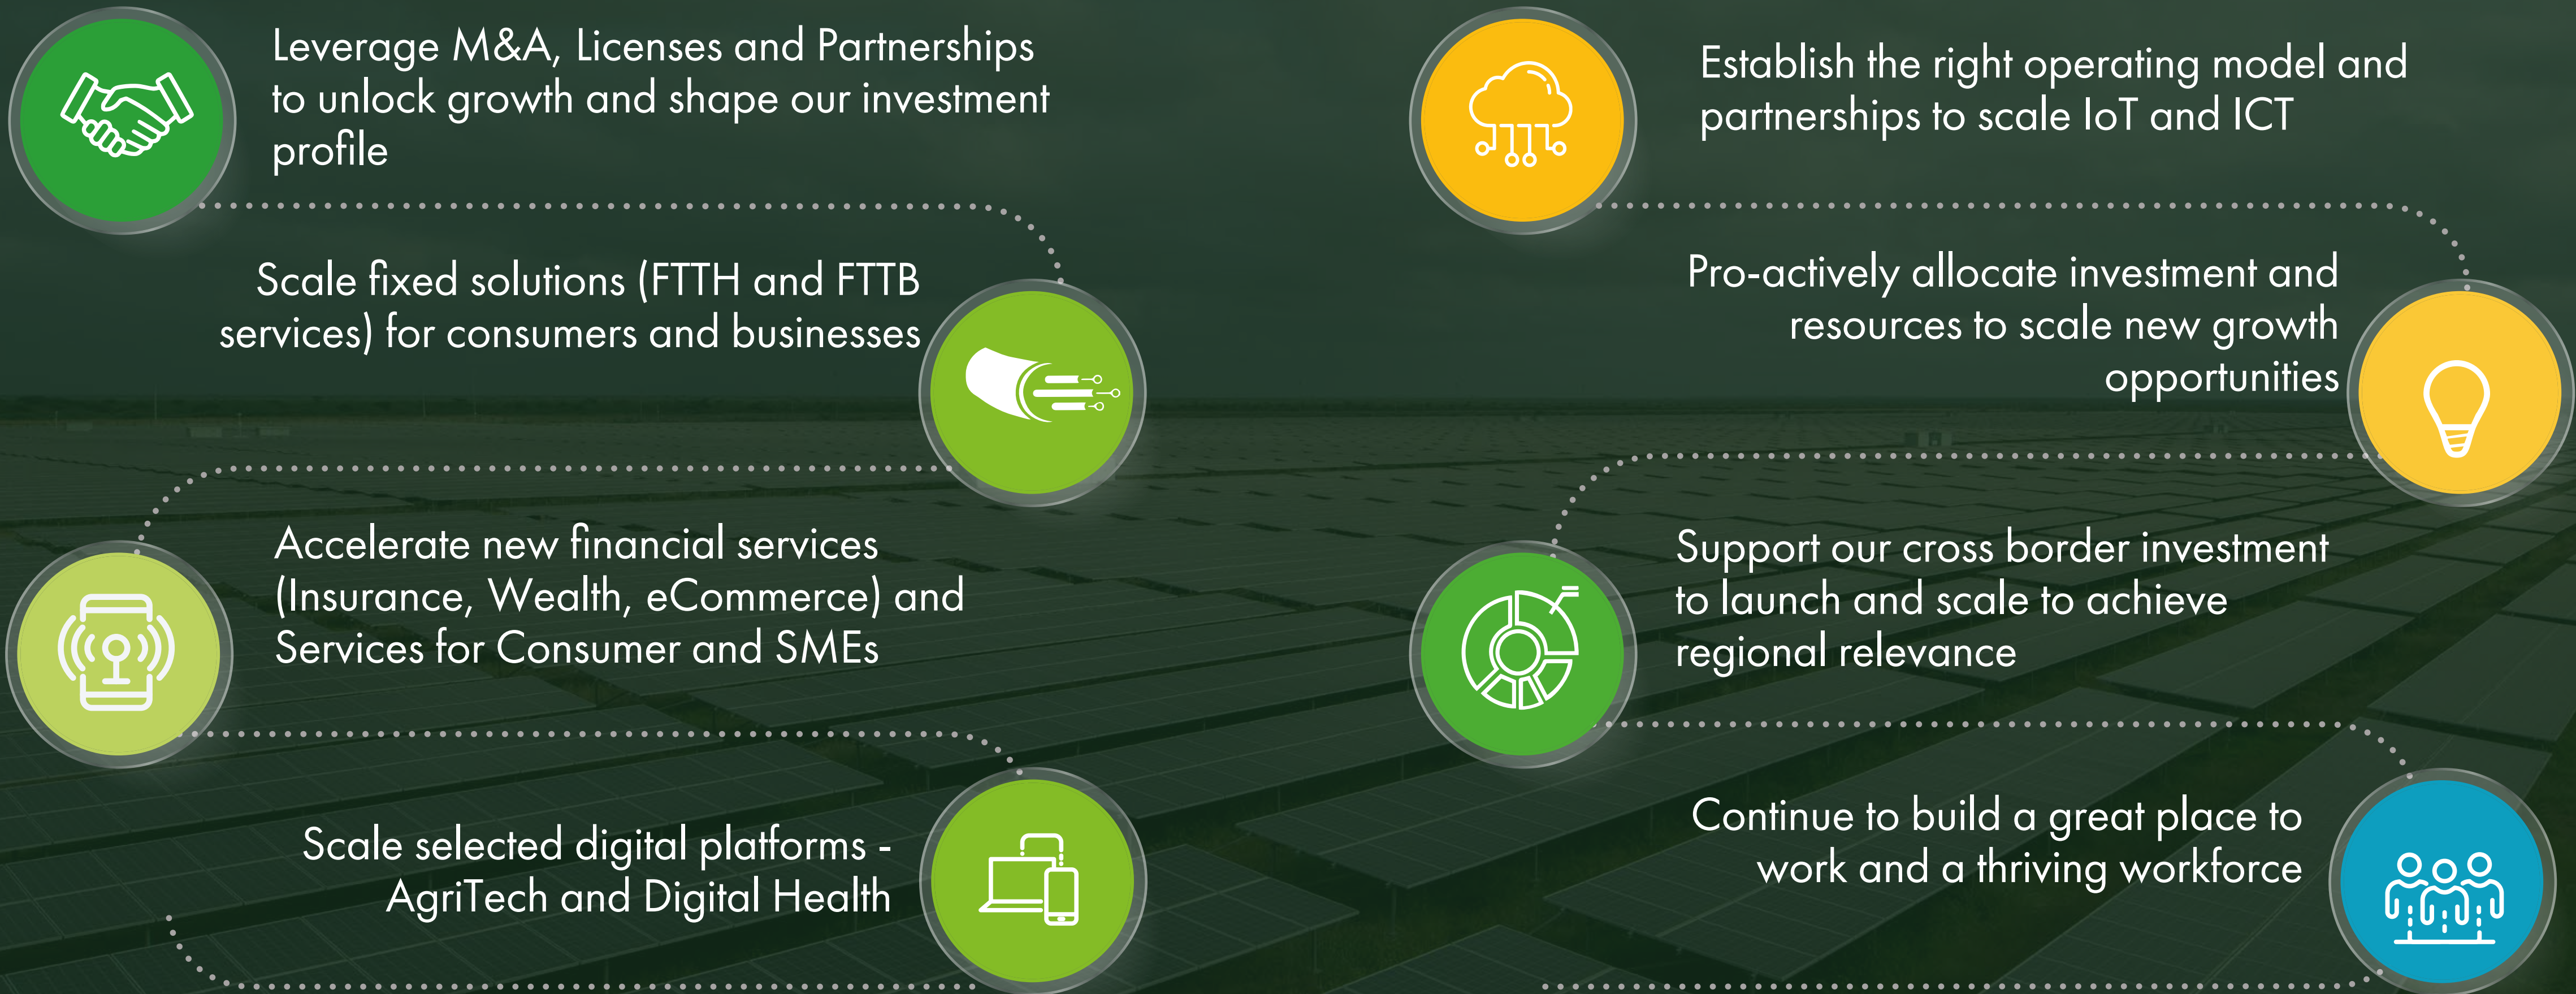 Leverage M&A, Licenses and Partnerships
to unlock growth and shape our investment
profile
Scale fixed solutions (FTTH and FTTB
services) for consumers and businesses
Accelerate new financial services
(Insurance, Wealth, eCommerce) and
Services for Consumer and SMEs
Scale selected digital platforms -
AgriTech and Digital Health
Establish the right operating model and
partnerships to scale IoT and ICT
Pro-actively allocate investment and
resources to scale new growth
opportunities
Support our cross border investment
to launch and scale to achieve
regional relevance
Continue to build a great place to
work and a thriving workforce